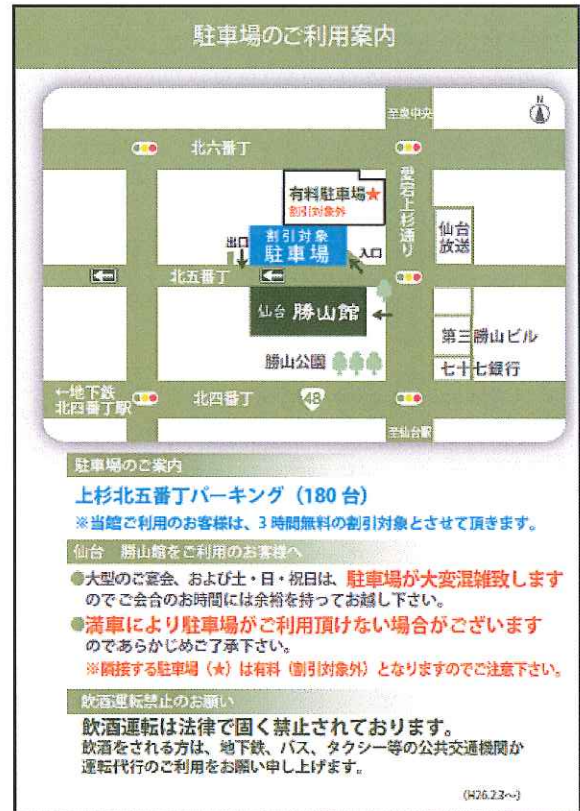 駐車場のご利用案内
至泉中央
N
北六番丁
愛宕上杉通り
有料駐車場★
割引対象外
割引対象
駐車場
出口
入口
仙台
放送
北五番丁
仙台 勝山館
第三勝山ビル
勝山公園
七十七銀行
←地下鉄
北四番丁駅
北四番丁
48
至仙台駅
駐車場のご案内
上杉北五番丁パーキング（180台）
※当館ご利用のお客様は、3時間無料の割引対象とさせて頂きます。
仙台 勝山館をご利用のお客様へ
●大型のご宴会、および土・日・祝日は、駐車場が大変混雑致します
のでご会合のお時間には余裕を持ってお越し下さい。
●満車により駐車場がご利用頂けない場合がございます
のであらかじめご了承下さい。
※隣接する駐車場（★）は有料（割引対象外）となりますのでご注意下さい。
飲酒運転禁止のお願い
飲酒運転は法律で固く禁止されております。
飲酒をされる方は、地下鉄、バス、タクシー等の公共交通機関か
運転代行のご利用をお願い申し上げます。
（H26.2.3～）